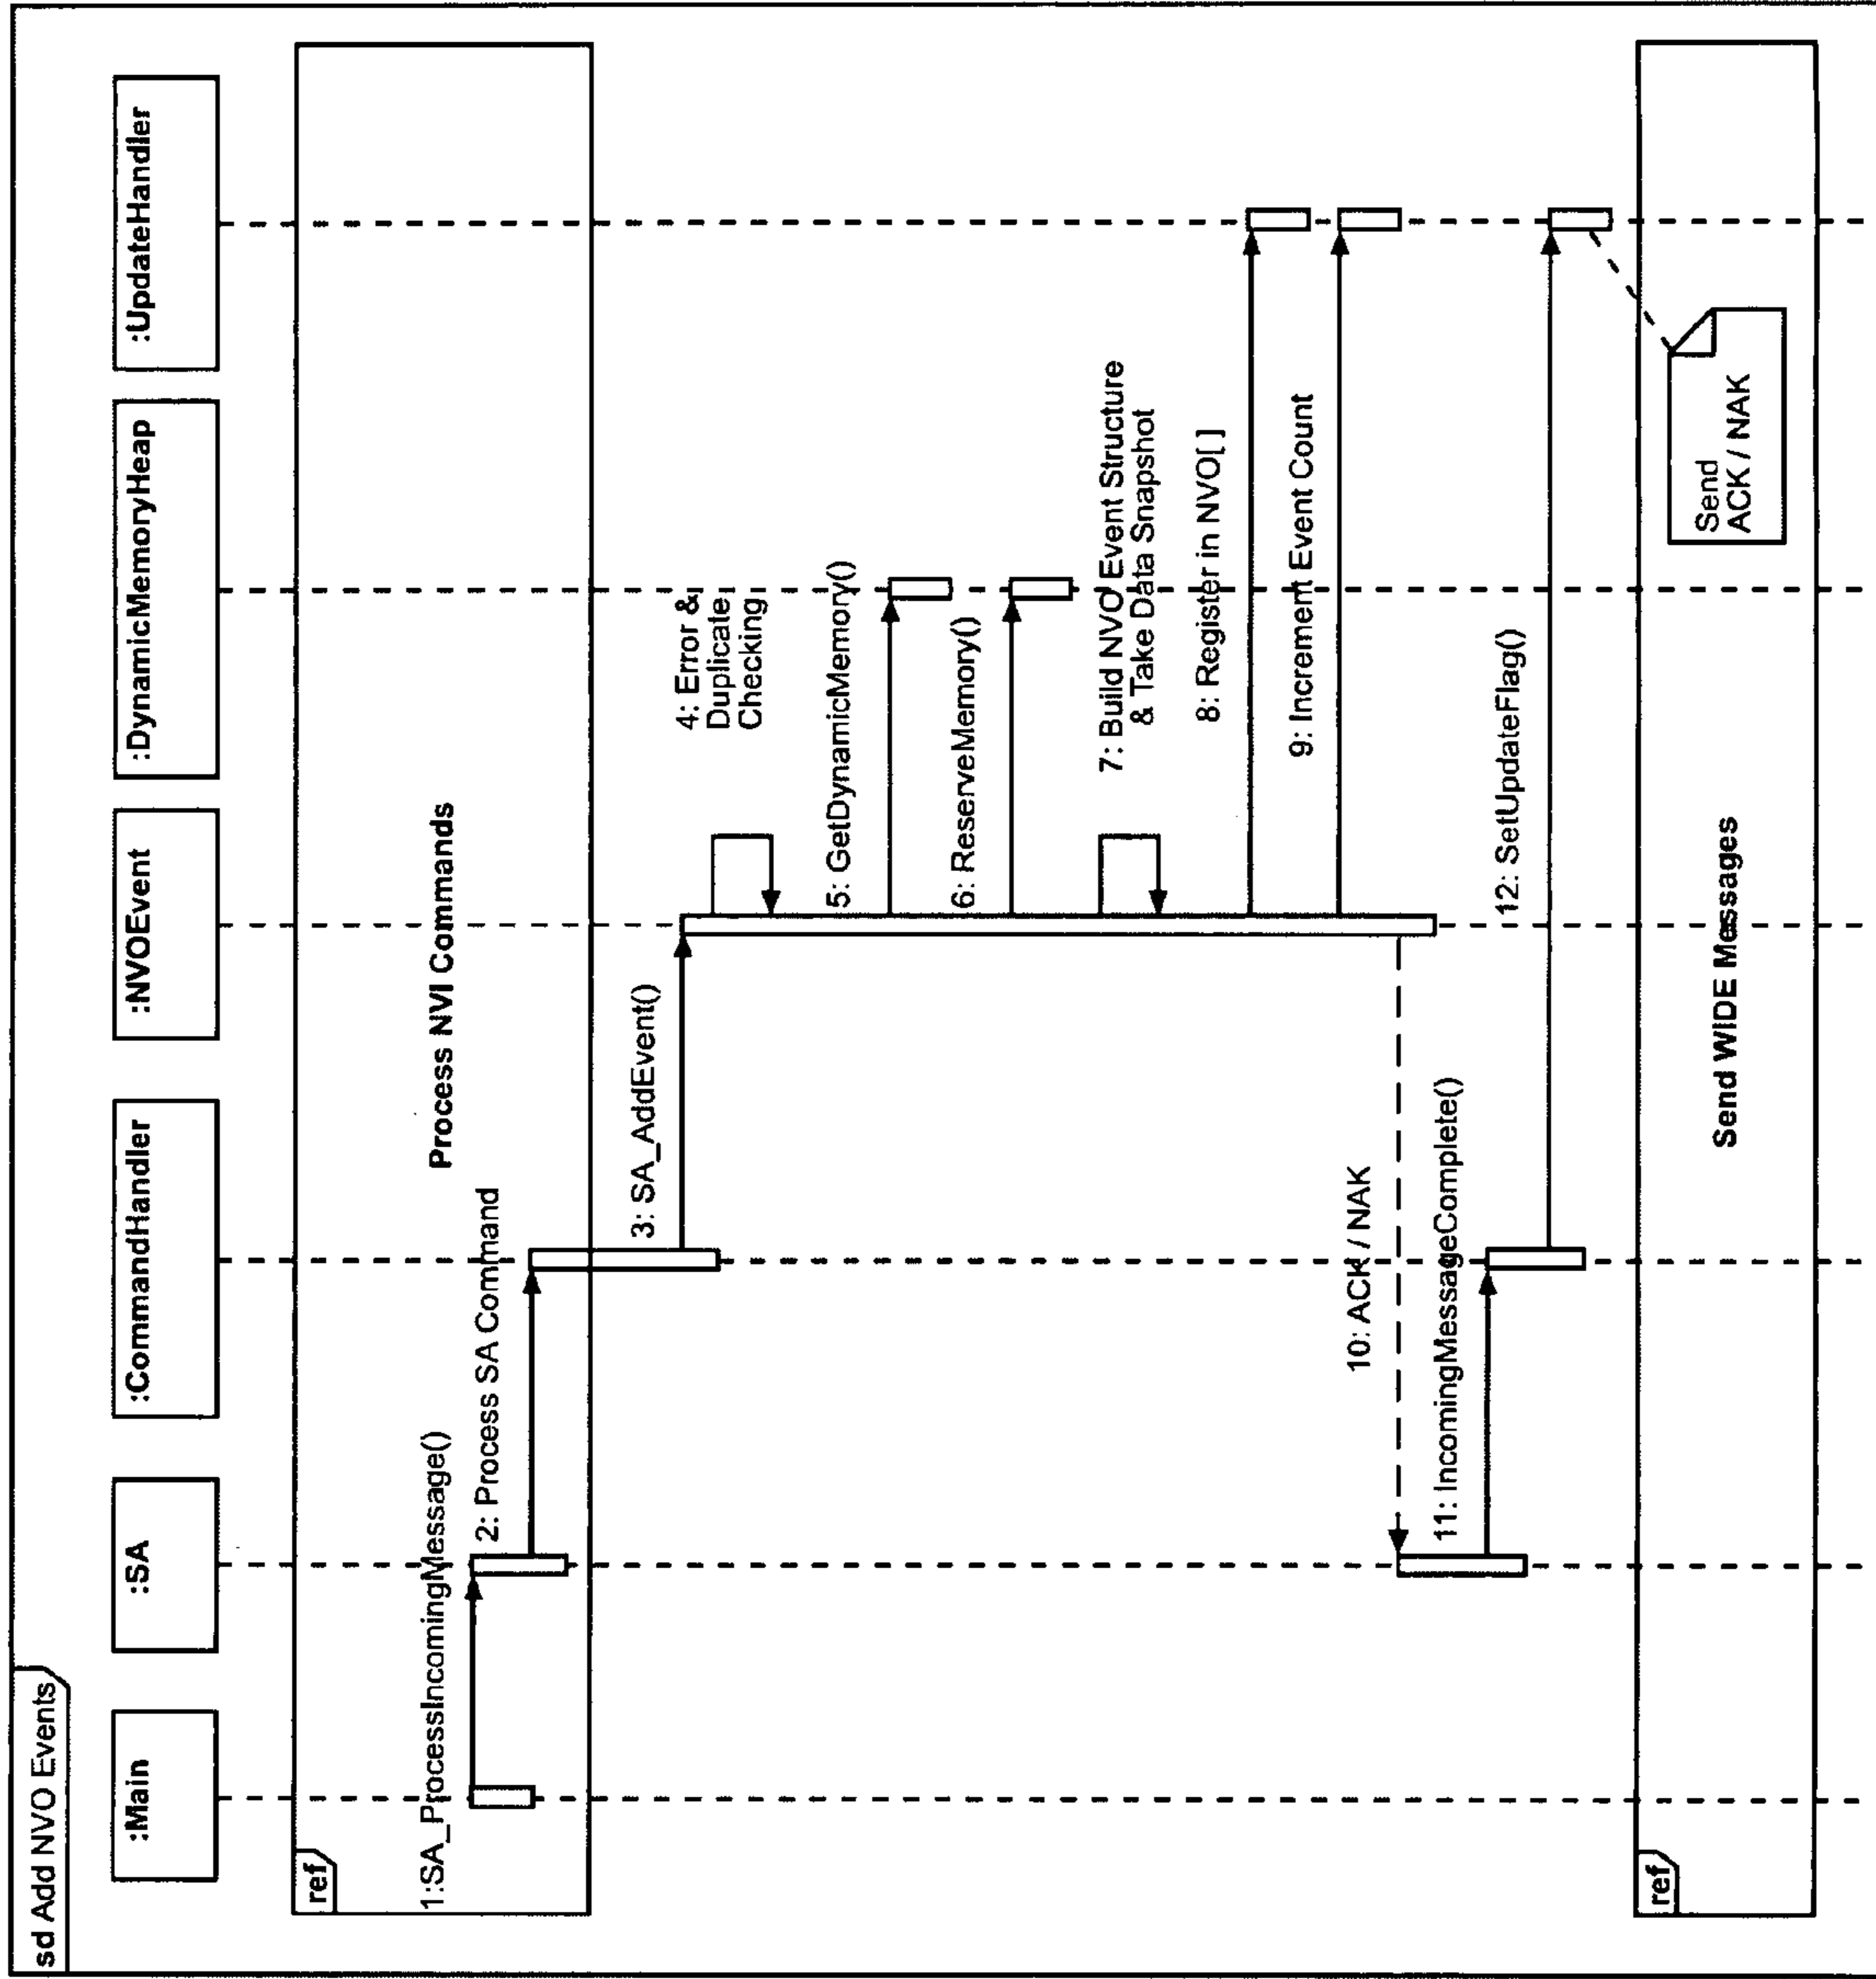 sd Add NVO Events
:Main
:SA
:CommandHandler
:NVOEvent
:DynamicMemoryHeap
:UpdateHandler
ref
Process NVI Commands
1:SA_ProcessIncomingMessage()
2: Process SA Command
3: SA_AddEvent()
4: Error &
Duplicate
Checking
5: GetDynamicMemory()
6: ReserveMemory()
7: Build NVO Event Structure
& Take Data Snapshot
8: Register in NVO[ ]
9: Increment Event Count
10: ACK / NAK
11: IncomingMessageComplete()
12: SetUpdateFlag()
ref
Send WIDE Messages
Send
ACK / NAK